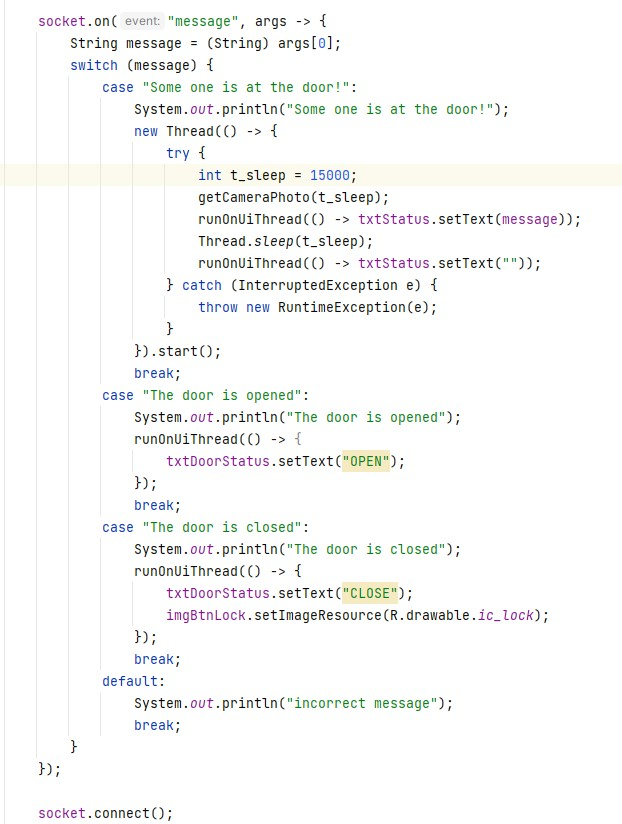 socket.on( event: "message", args -> {
    String message = (String) args[0];
    switch (message) {
        case "Some one is at the door!":
            System.out.println("Some one is at the door!");
            new Thread(() -> {
                try {
                    int t_sleep = 15000;
                    getCameraPhoto(t_sleep);
                    runOnUiThread(() -> txtStatus.setText(message));
                    Thread.sleep(t_sleep);
                    runOnUiThread(() -> txtStatus.setText(""));
                } catch (InterruptedException e) {
                    throw new RuntimeException(e);
                }
            }).start();
            break;
        case "The door is opened":
            System.out.println("The door is opened");
            runOnUiThread(() -> {
                txtDoorStatus.setText("OPEN");
            });
            break;
        case "The door is closed":
            System.out.println("The door is closed");
            runOnUiThread(() -> {
                txtDoorStatus.setText("CLOSE");
                imgBtnLock.setImageResource(R.drawable.ic_lock);
            });
            break;
        default:
            System.out.println("incorrect message");
            break;
    }
});
socket.connect();